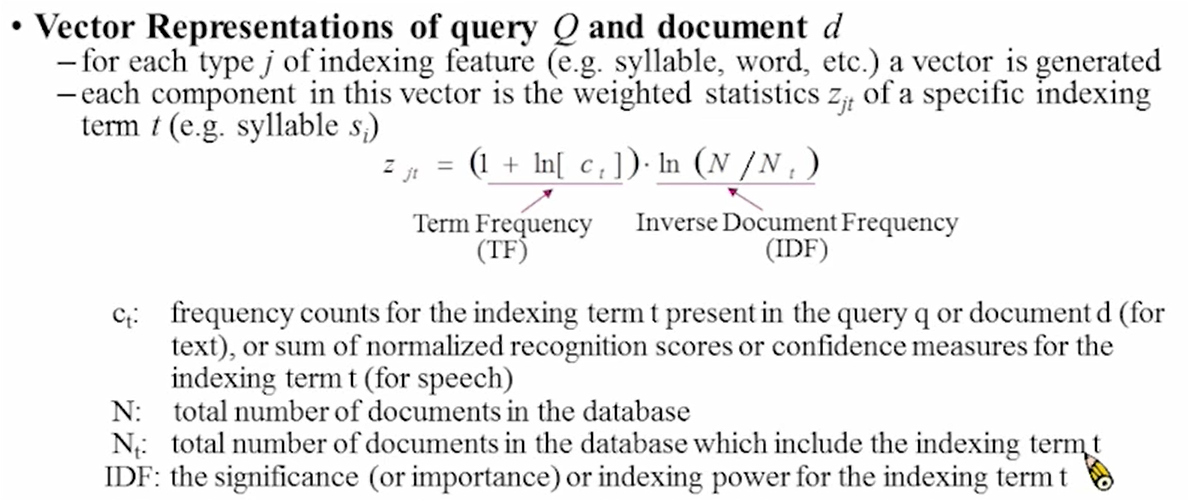 • Vector Representations of query Q and document d
– for each type j of indexing feature (e.g. syllable, word, etc.) a vector is generated
– each component in this vector is the weighted statistics z_jt of a specific indexing
term t (e.g. syllable s_i)
z_jt = (1 + ln[ c_t ]) · ln (N /N_t )
Term Frequency Inverse Document Frequency
(TF) (IDF)
c_t: frequency counts for the indexing term t present in the query q or document d (for
text), or sum of normalized recognition scores or confidence measures for the
indexing term t (for speech)
N: total number of documents in the database
N_t: total number of documents in the database which include the indexing term t
IDF: the significance (or importance) or indexing power for the indexing term t